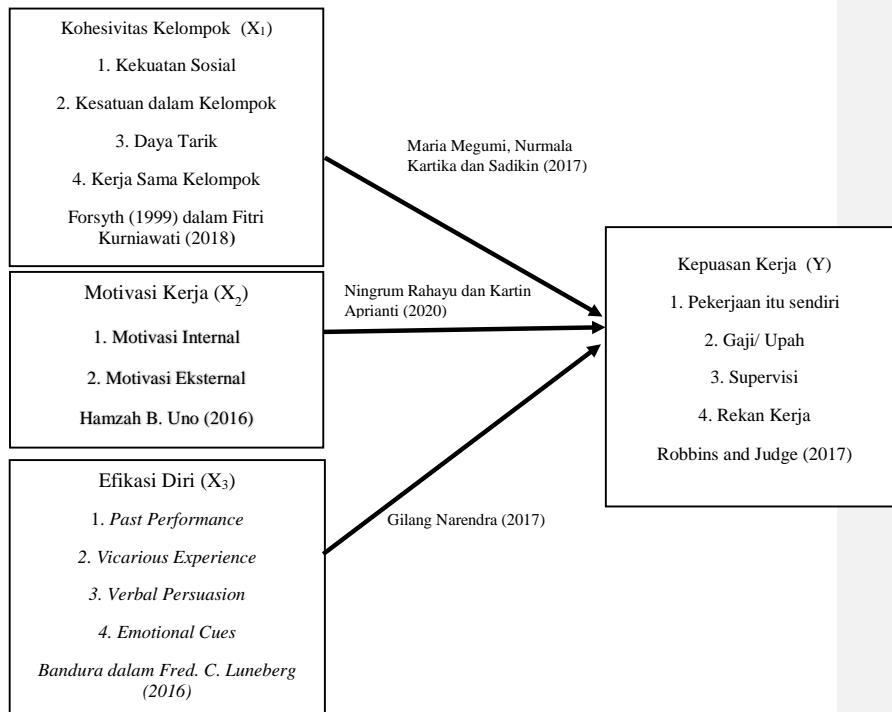 Kohesivitas Kelompok (X₁)
1. Kekuatan Sosial
2. Kesatuan dalam Kelompok
3. Daya Tarik
4. Kerja Sama Kelompok
Forsyth (1999) dalam Fitri
Kurniawati (2018)
Motivasi Kerja (X₂)
1. Motivasi Internal
2. Motivasi Eksternal
Hamzah B. Uno (2016)
Efikasi Diri (X₃)
1. Past Performance
2. Vicarious Experience
3. Verbal Persuasion
4. Emotional Cues
Bandura dalam Fred. C. Luneberg
(2016)
Maria Megumi, Nurmala
Kartika dan Sadikin (2017)
Ningrum Rahayu dan Kartin
Aprianti (2020)
Gilang Narendra (2017)
Kepuasan Kerja (Y)
1. Pekerjaan itu sendiri
2. Gaji/ Upah
3. Supervisi
4. Rekan Kerja
Robbins and Judge (2017)